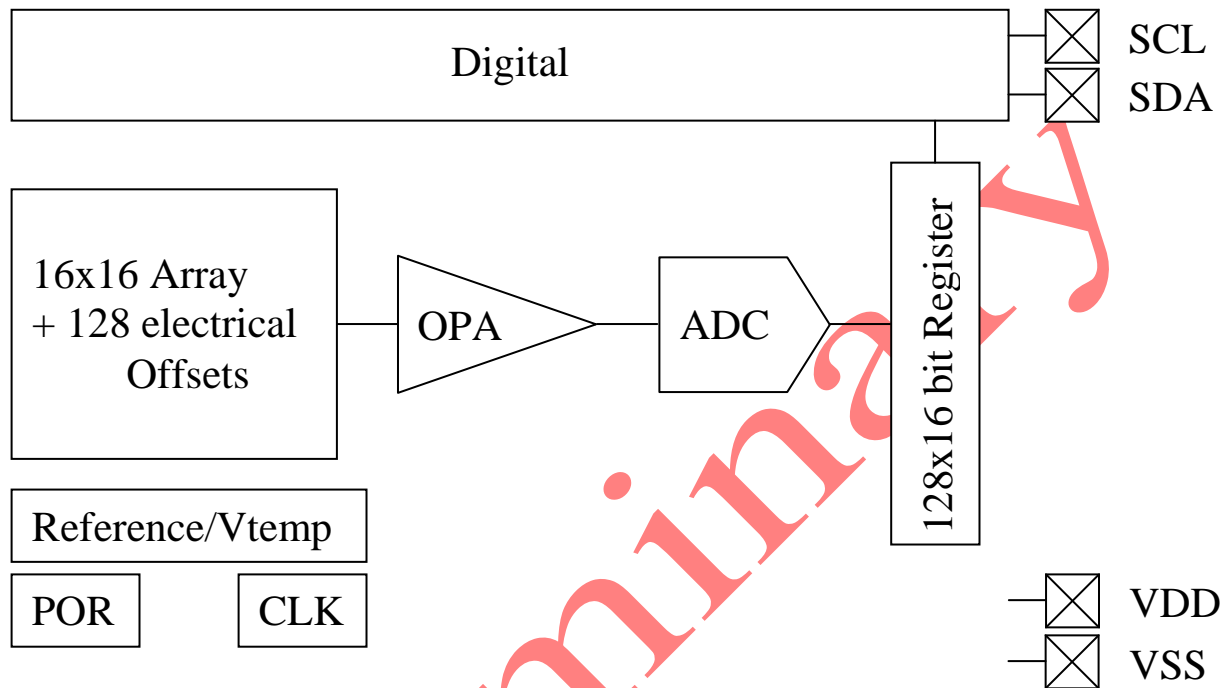 Digital
SCL
SDA
16x16 Array
+ 128 electrical
Offsets
OPA
ADC
128x16 bit Register
Reference/Vtemp
POR
CLK
VDD
VSS
minary